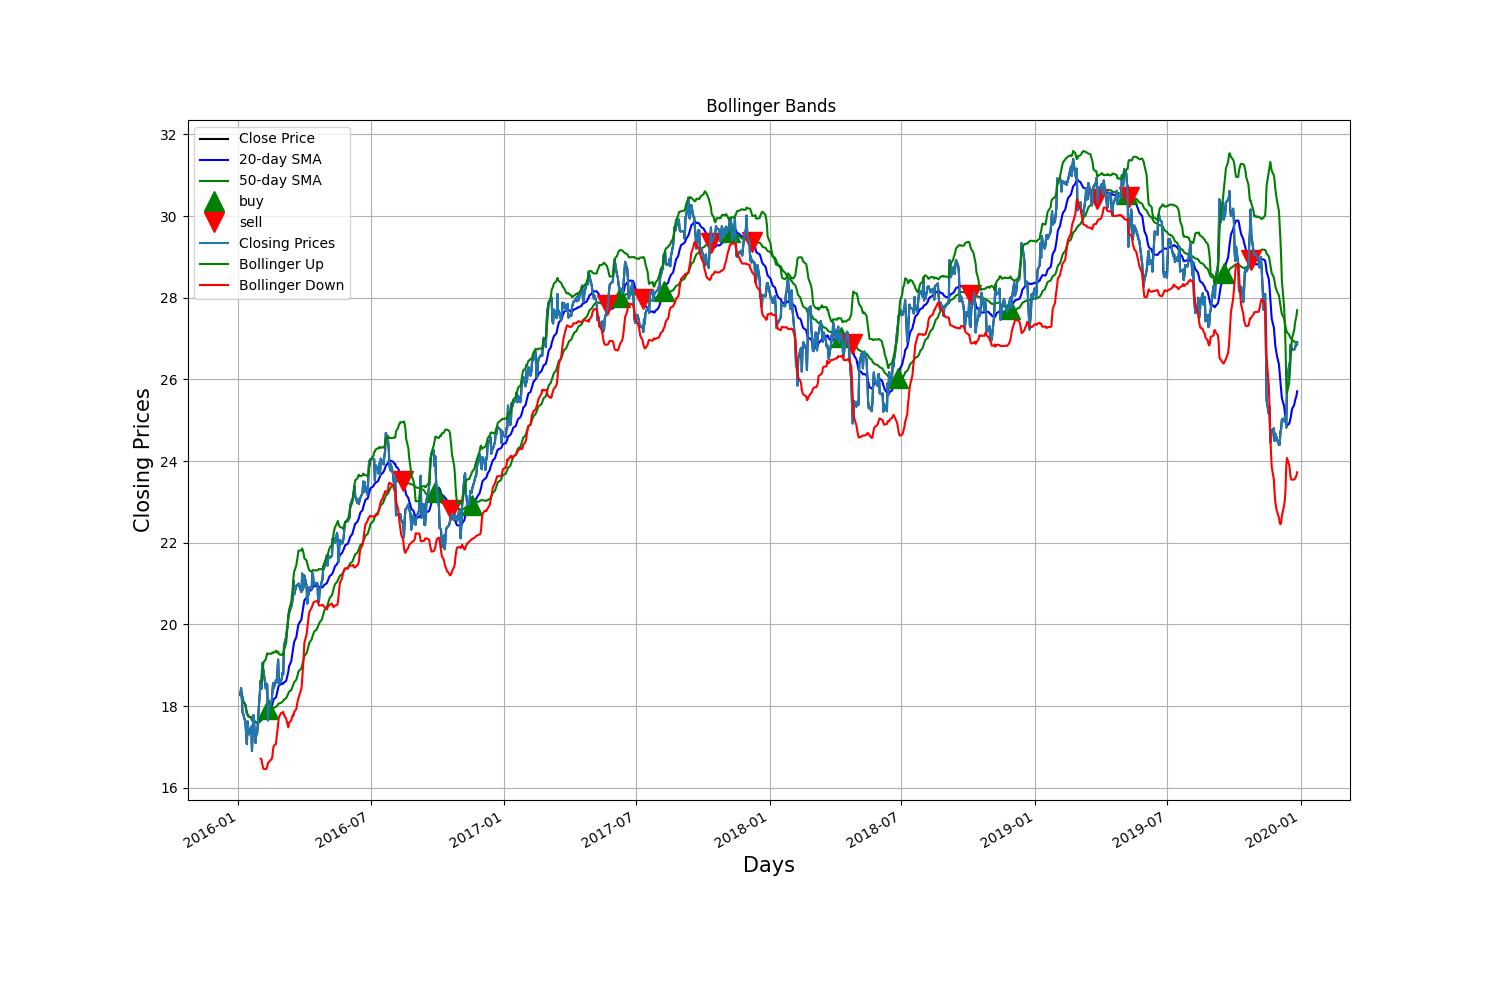 Bollinger Bands
32
30
28
26
24
22
20
18
16
Closing Prices
Close Price
20-day SMA
50-day SMA
buy
sell
Closing Prices
Bollinger Up
Bollinger Down
2016-01
2016-07
2017-01
2017-07
2018-01
2018-07
2019-01
2019-07
2020-01
Days